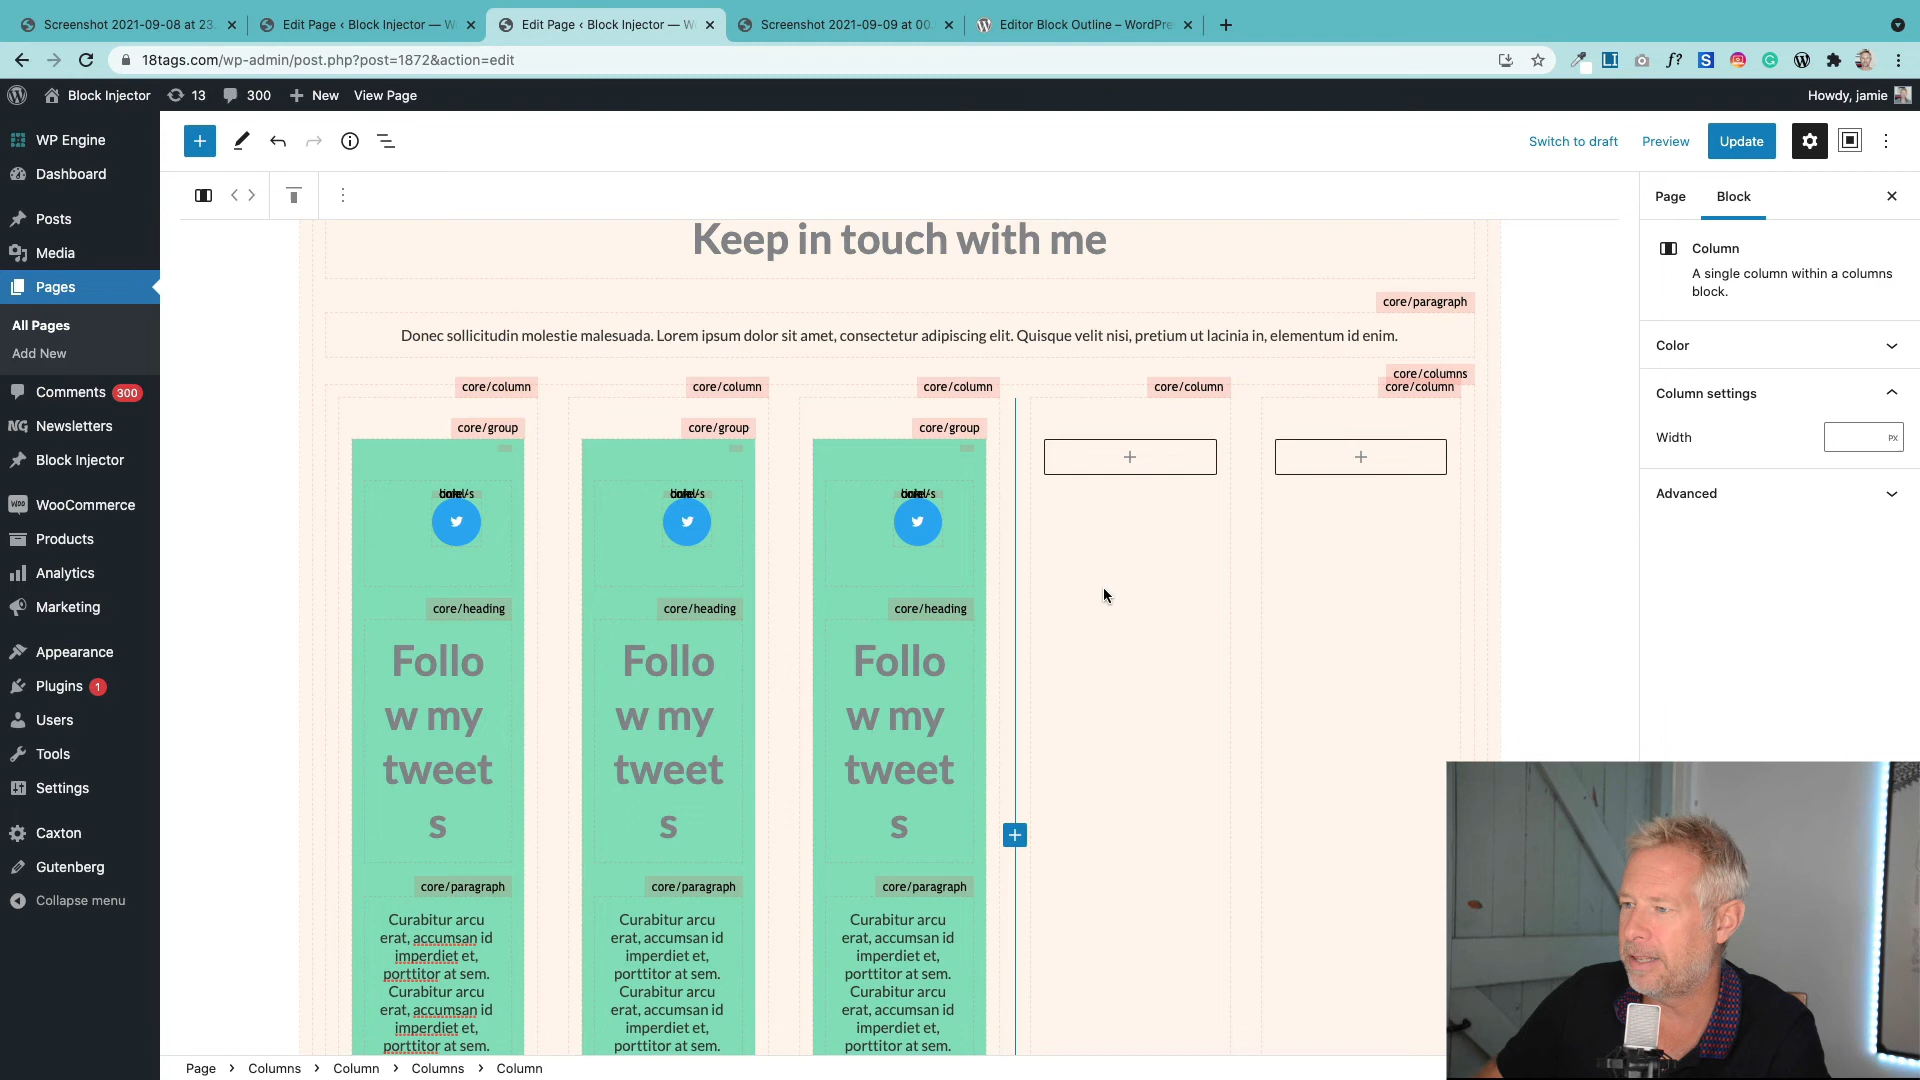 Screenshot 2021-09-08 at 23.
Edit Page ‹ Block Injector — W
Edit Page ‹ Block Injector — W
Screenshot 2021-09-09 at 00.
Editor Block Outline – WordPre
18tags.com/wp-admin/post.php?post=1872&action=edit
Block Injector
13
300
New
View Page
Howdy, jamie
WP Engine
Dashboard
Posts
Media
Pages
All Pages
Add New
Comments 300
Newsletters
Block Injector
WooCommerce
Products
Analytics
Marketing
Appearance
Plugins 1
Users
Tools
Settings
Caxton
Gutenberg
Collapse menu
Switch to draft
Preview
Update
Keep in touch with me
core/paragraph
Donec sollicitudin molestie malesuada. Lorem ipsum dolor sit amet, consectetur adipiscing elit. Quisque velit nisi, pretium ut lacinia in, elementum id enim.
core/columns
core/column
core/column
core/column
core/column
core/column
core/group
core/group
core/group
core/heading
core/heading
core/heading
Follo
w my
tweet
s
Follo
w my
tweet
s
Follo
w my
tweet
s
core/paragraph
core/paragraph
core/paragraph
Curabitur arcu
erat, accumsan id
imperdiet et,
porttitor at sem.
Curabitur arcu
erat, accumsan id
imperdiet et,
porttitor at sem.
Curabitur arcu
erat, accumsan id
imperdiet et,
porttitor at sem.
Curabitur arcu
erat, accumsan id
imperdiet et,
porttitor at sem.
Curabitur arcu
erat, accumsan id
imperdiet et,
porttitor at sem.
Curabitur arcu
erat, accumsan id
imperdiet et,
porttitor at sem.
Page
Block
Column
A single column within a columns
block.
Color
Column settings
Width
PX
Advanced
Page › Columns › Column › Columns › Column